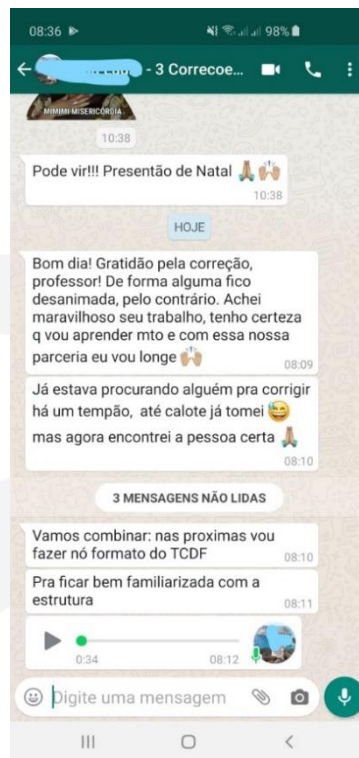 08:36 98%
- 3 Correcoe...
MIMIMI MISERICÓRDIA
10:38
Pode vir!!! Presentão de Natal
10:38
HOJE
Bom dia! Gratidão pela correção,
professor! De forma alguma fico
desanimada, pelo contrário. Achei
maravilhoso seu trabalho, tenho certeza
q vou aprender mto e com essa nossa
parceria eu vou longe
08:09
Já estava procurando alguém pra corrigir
há um tempão, até calote já tomei
mas agora encontrei a pessoa certa
08:10
3 MENSAGENS NÃO LIDAS
Vamos combinar: nas proximas vou
fazer nó formato do TCDF
08:10
Pra ficar bem familiarizada com a
estrutura
08:11
0:34 08:12
Digite uma mensagem